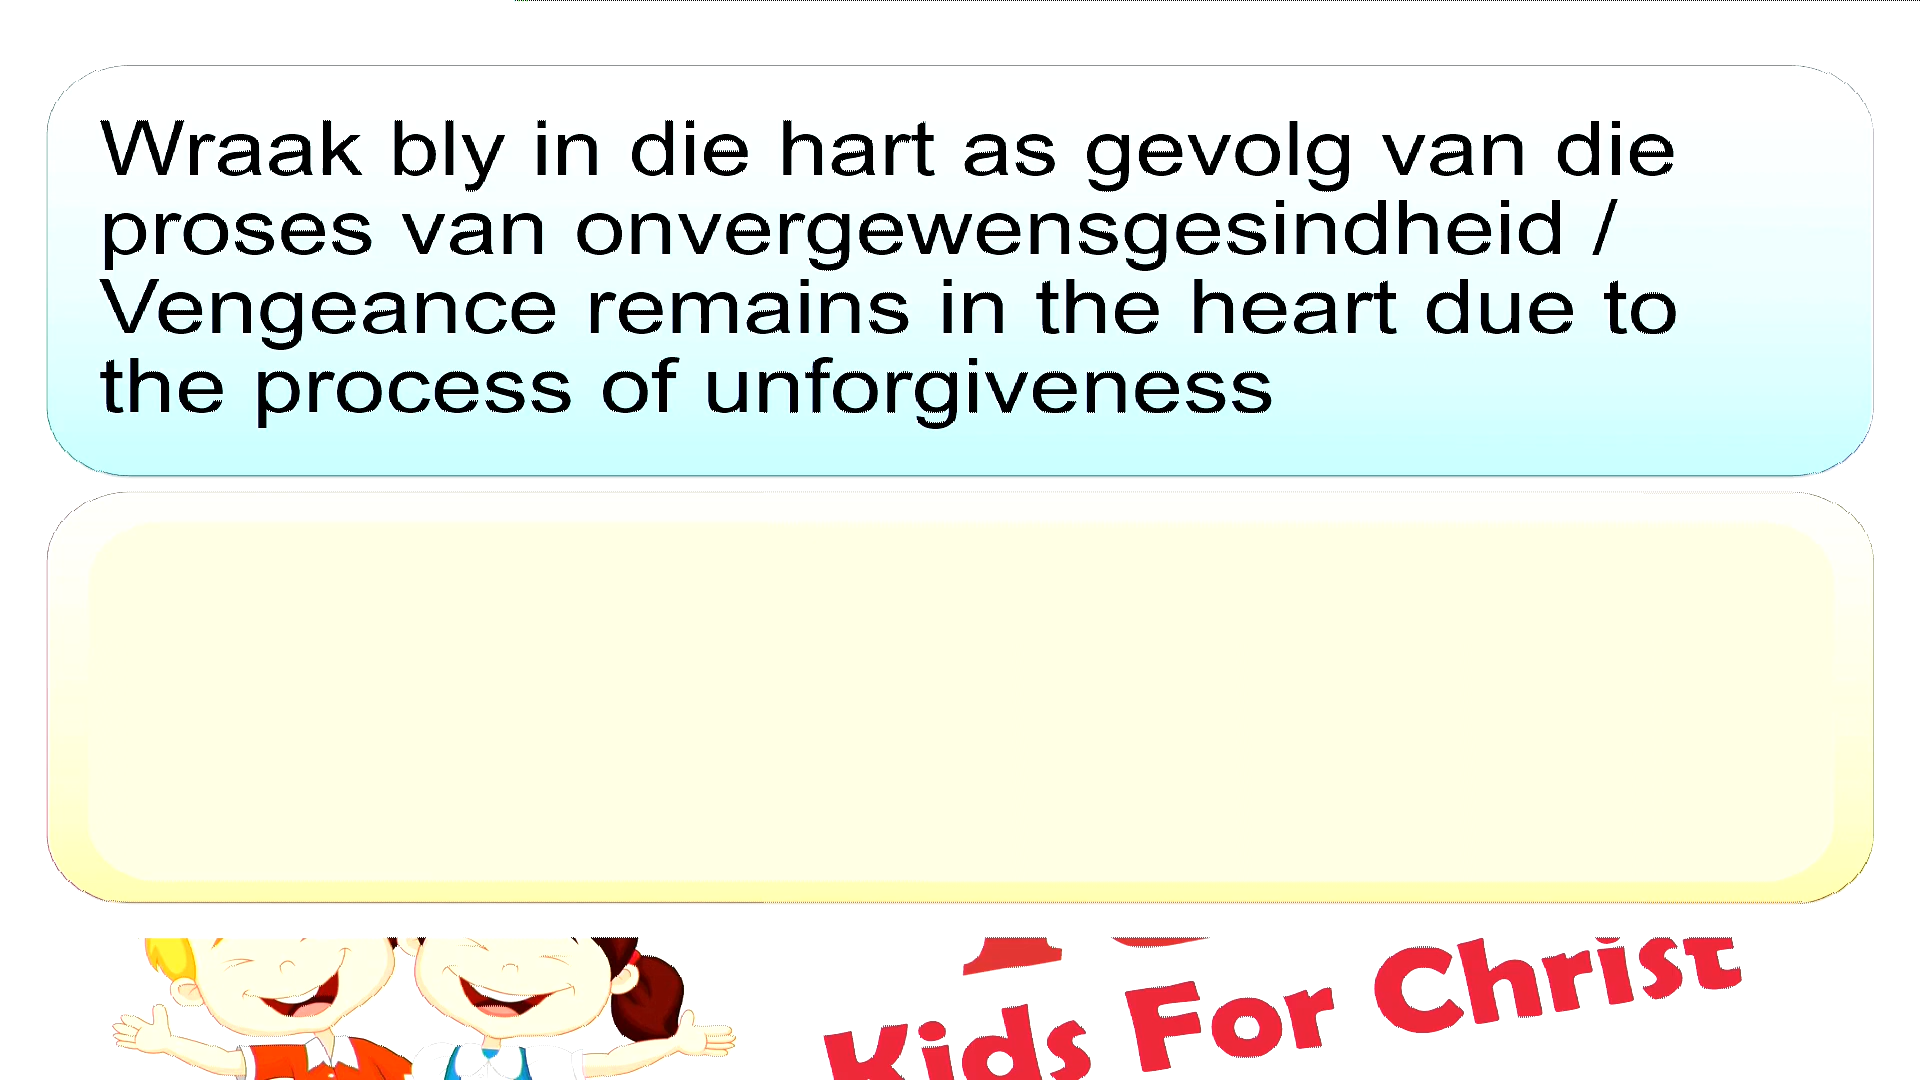 Wraak bly in die hart as gevolg van die
proses van onvergewensgesindheid /
Vengeance remains in the heart due to
the process of unforgiveness
Kids For Christ